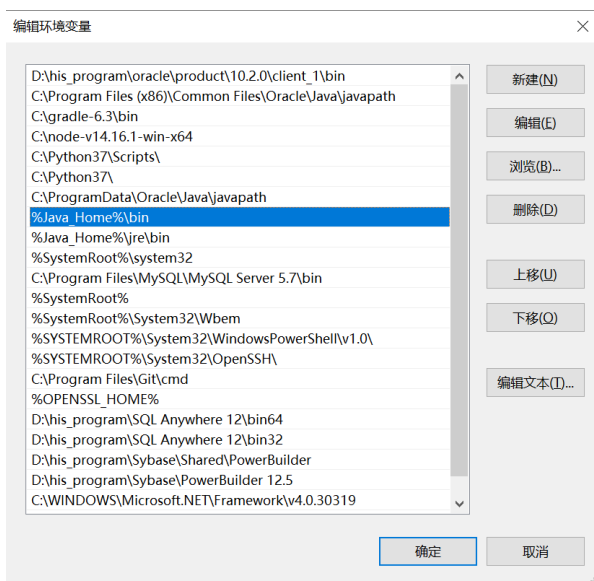 编辑环境变量
D:\his_program\oracle\product\10.2.0\client_1\bin
C:\Program Files (x86)\Common Files\Oracle\Java\javapath
C:\gradle-6.3\bin
C:\node-v14.16.1-win-x64
C:\Python37\Scripts\
C:\Python37\
C:\ProgramData\Oracle\Java\javapath
%Java_Home%\bin
%Java_Home%\jre\bin
%SystemRoot%\system32
C:\Program Files\MySQL\MySQL Server 5.7\bin
%SystemRoot%
%SystemRoot%\System32\Wbem
%SYSTEMROOT%\System32\WindowsPowerShell\v1.0\
%SYSTEMROOT%\System32\OpenSSH\
C:\Program Files\Git\cmd
%OPENSSL_HOME%
D:\his_program\SQL Anywhere 12\bin64
D:\his_program\SQL Anywhere 12\bin32
D:\his_program\Sybase\Shared\PowerBuilder
D:\his_program\Sybase\PowerBuilder 12.5
C:\WINDOWS\Microsoft.NET\Framework\v4.0.30319
新建(N)
编辑(E)
浏览(B)...
删除(D)
上移(U)
下移(O)
编辑文本(T)...
确定
取消